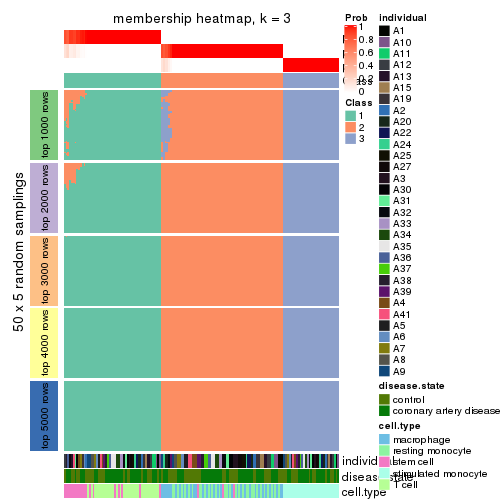 membership heatmap, k = 3
50 x 5 random samplings
top 1000 rows
top 2000 rows
top 3000 rows
top 4000 rows
top 5000 rows
individual
disease.state
cell.type
Prob
1
0.8
0.6
0.4
0.2
0
Class
1
2
3
individual
A1
A10
A11
A12
A13
A15
A19
A2
A20
A22
A24
A25
A27
A3
A30
A31
A32
A33
A34
A35
A36
A37
A38
A39
A4
A41
A5
A6
A7
A8
A9
disease.state
control
coronary artery disease
cell.type
macrophage
resting monocyte
stem cell
stimulated monocyte
T cell